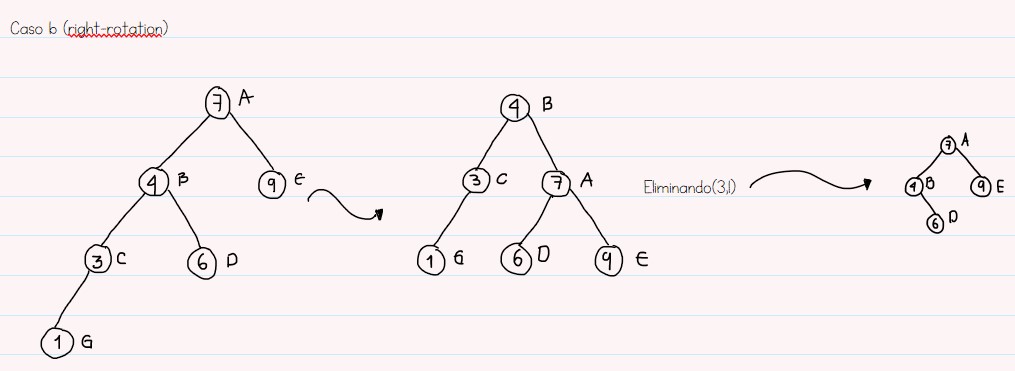 Caso b (right-rotation)
7 A
4 B
9 E
3 C
6 D
1 G
4 B
3 C
7 A
1 G
6 D
9 E
Eliminando(3,1)
7 A
4 B
9 E
6 D